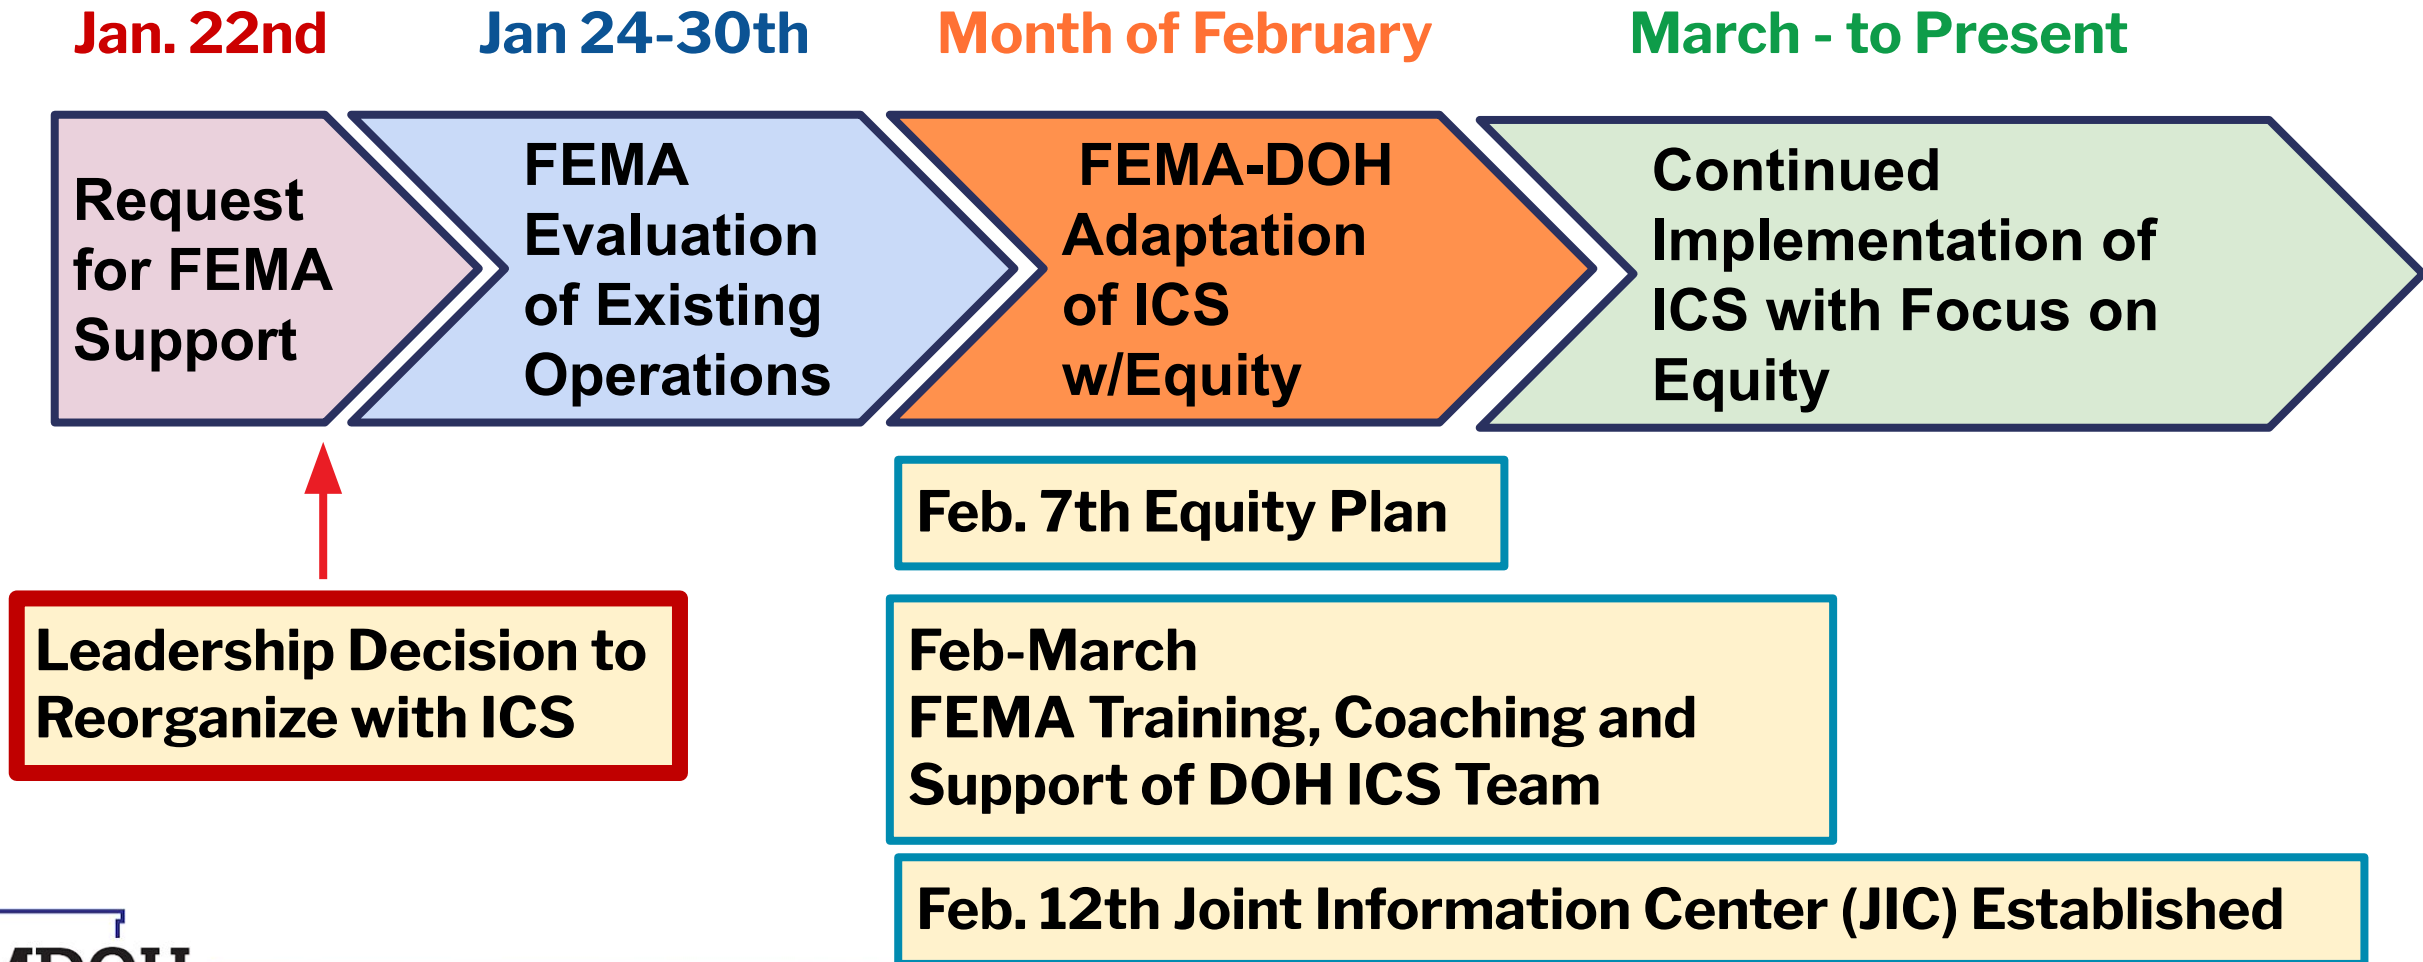 Jan. 22nd
Jan 24-30th
Month of February
March - to Present
Request
for FEMA
Support
FEMA
Evaluation
of Existing
Operations
FEMA-DOH
Adaptation
of ICS
w/Equity
Continued
Implementation of
ICS with Focus on
Equity
Leadership Decision to
Reorganize with ICS
Feb. 7th Equity Plan
Feb-March
FEMA Training, Coaching and
Support of DOH ICS Team
Feb. 12th Joint Information Center (JIC) Established